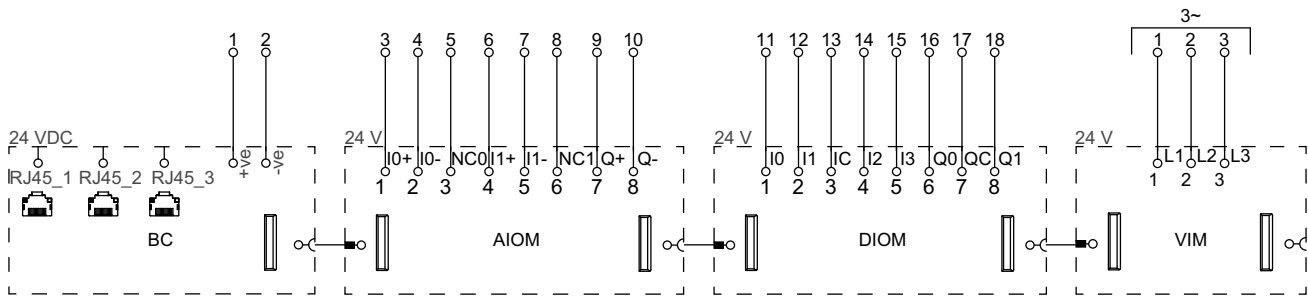 3~
1 2 3 4 5 6 7 8 9 10 11 12 13 14 15 16 17 18 1 2 3
24 VDC +ve -ve 24 V 24 V 24 V
I0+ I0- NC0 I1+ I1- NC1 Q+ Q- I0 I1 IC I2 I3 Q0 QC Q1 L1 L2 L3
RJ45_1 RJ45_2 RJ45_3 1 2 3 4 5 6 7 8 1 2 3 4 5 6 7 8 1 2 3
BC AIOM DIOM VIM